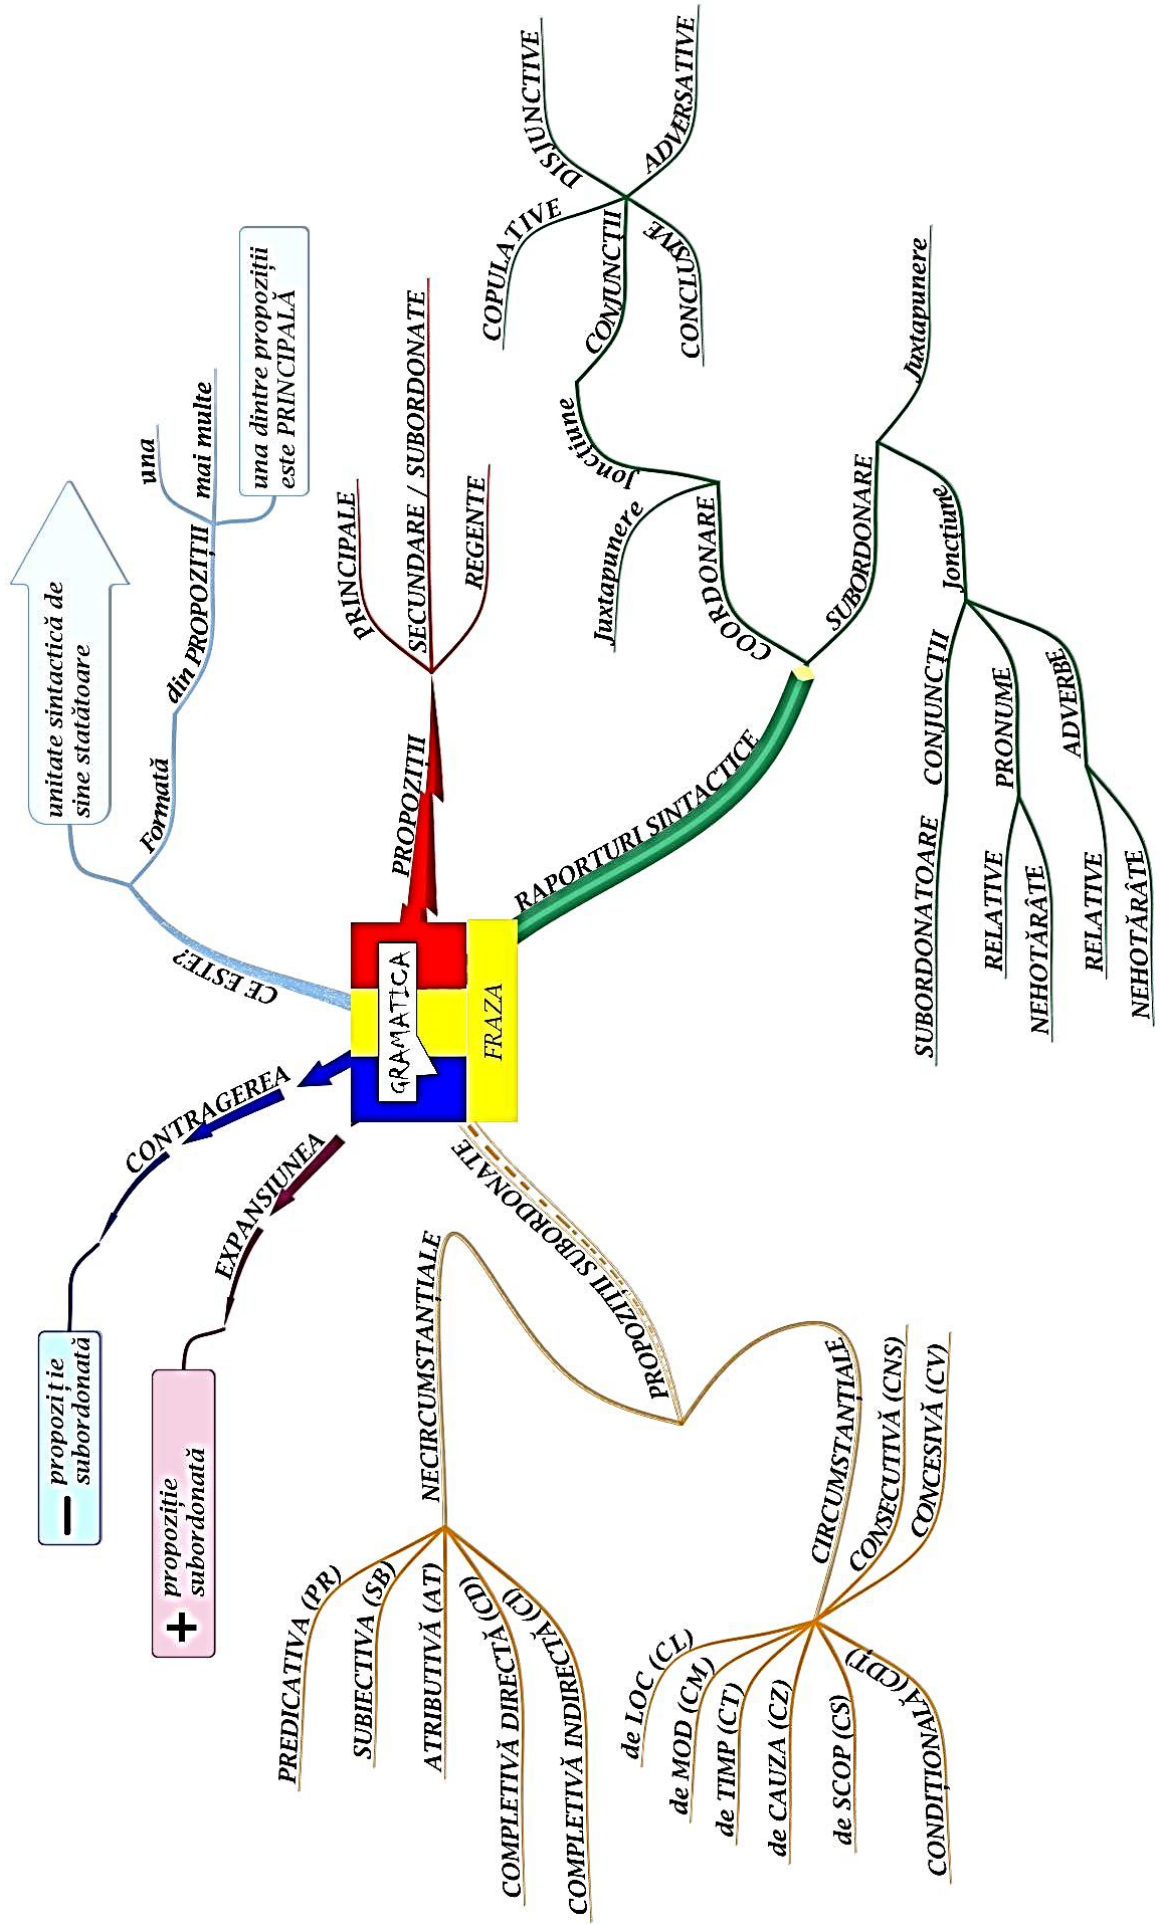 GRAMATICA
FRAZA
CE ESTE?
unitate sintactică de
sine stătătoare
Formată
din PROPOZIȚII
una
mai multe
una dintre propoziții
este PRINCIPALĂ
PROPOZIȚII
PRINCIPALE
SECUNDARE / SUBORDONATE
REGENTE
RAPORTURI SINTACTICE
COORDONARE
Juxtapunere
Joncțiune
CONJUNCȚII
COPULATIVE
DISJUNCTIVE
ADVERSATIVE
CONCLUSIVE
SUBORDONARE
Juxtapunere
Joncțiune
CONJUNCȚII
SUBORDONATOARE
PRONUME
RELATIVE
NEHOTĂRÂTE
ADVERBE
RELATIVE
NEHOTĂRÂTE
PROPOZIȚII SUBORDONATE
CIRCUMSTANȚIALE
CONSECUTIVĂ (CNS)
CONCESIVĂ (CV)
de LOC (CL)
de MOD (CM)
de TIMP (CT)
de CAUZA (CZ)
de SCOP (CS)
CONDIȚIONALĂ (CDȚ)
NECIRCUMSTANȚIALE
PREDICATIVA (PR)
SUBIECTIVA (SB)
ATRIBUTIVĂ (AT)
COMPLETIVĂ DIRECTĂ (CD)
COMPLETIVĂ INDIRECTĂ (CI)
EXPANSIUNEA
+ propoziție
subordonată
CONTRAGEREA
– propoziție
subordonată